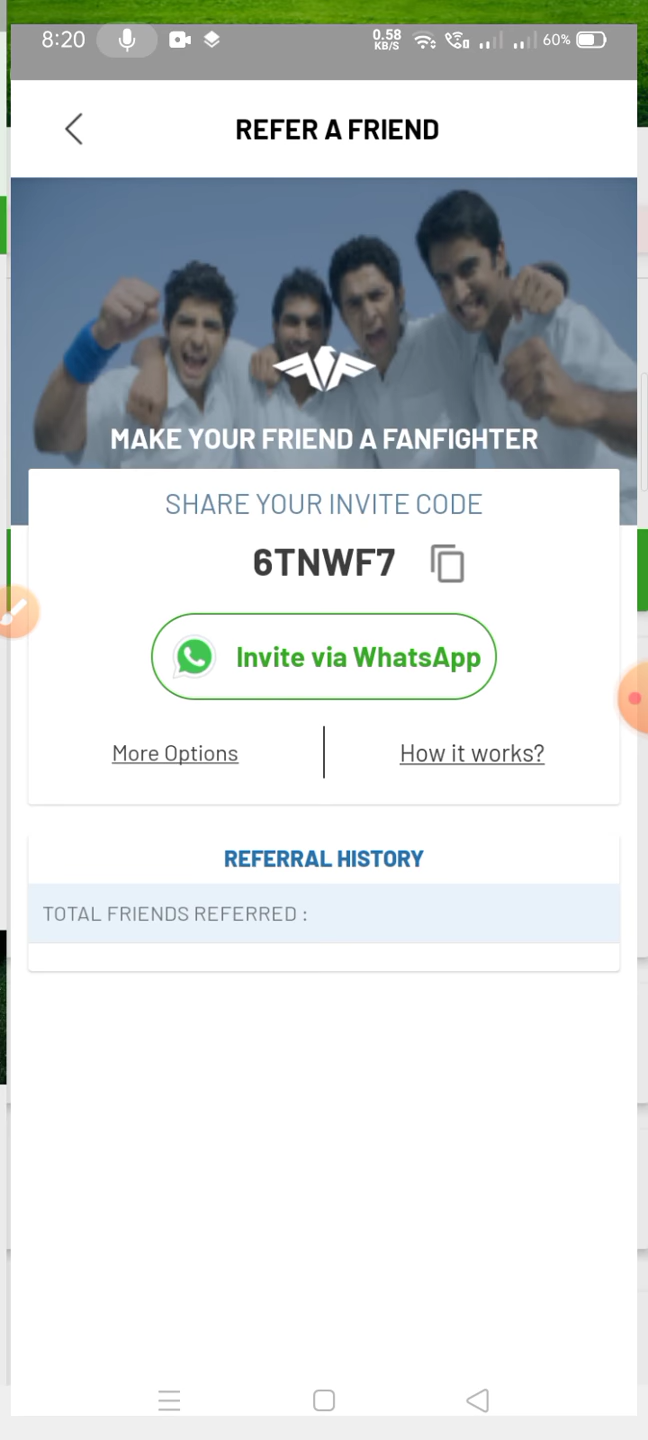 8:20 0.58 KB/S 60%
REFER A FRIEND
MAKE YOUR FRIEND A FANFIGHTER
SHARE YOUR INVITE CODE
6TNWF7
Invite via WhatsApp
More Options How it works?
REFERRAL HISTORY
TOTAL FRIENDS REFERRED :